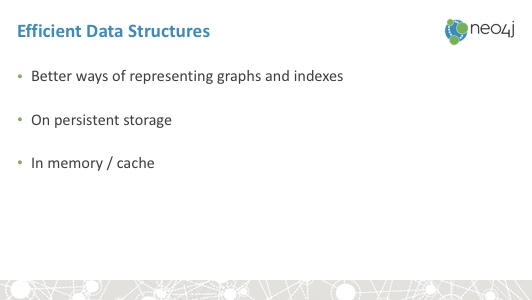 Efficient Data Structures
neo4j
• Better ways of representing graphs and indexes
• On persistent storage
• In memory / cache